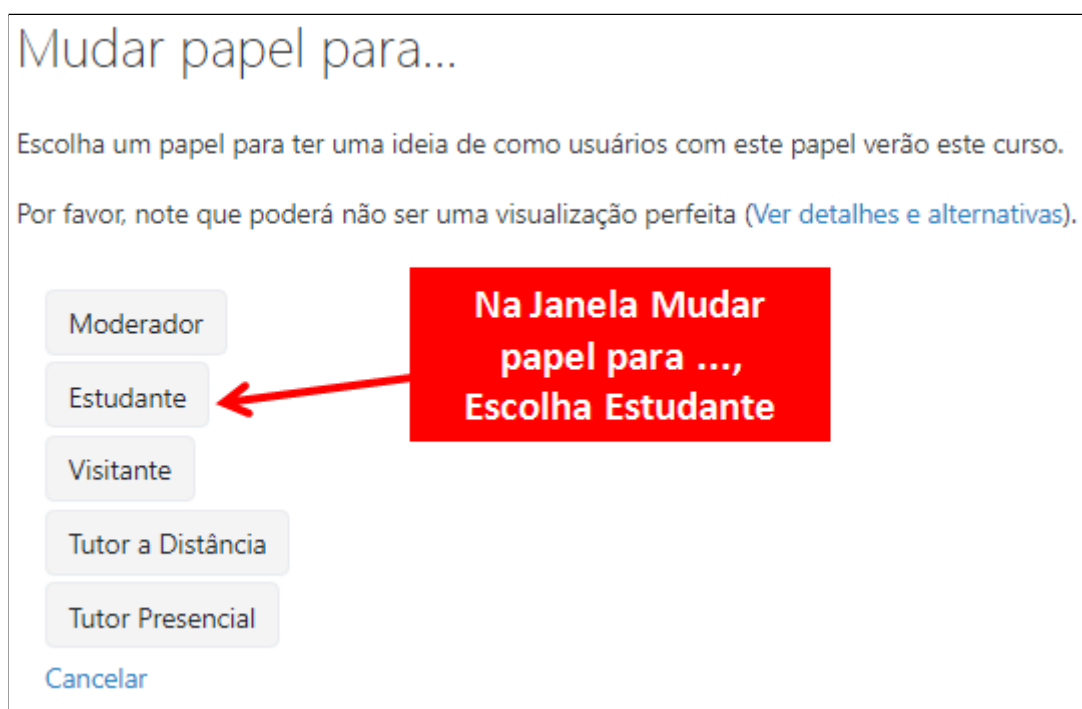 Mudar papel para...
Escolha um papel para ter uma ideia de como usuários com este papel verão este curso.
Por favor, note que poderá não ser uma visualização perfeita (Ver detalhes e alternativas).
Moderador
Estudante
Visitante
Tutor a Distância
Tutor Presencial
Cancelar
Na Janela Mudar
papel para ...,
Escolha Estudante